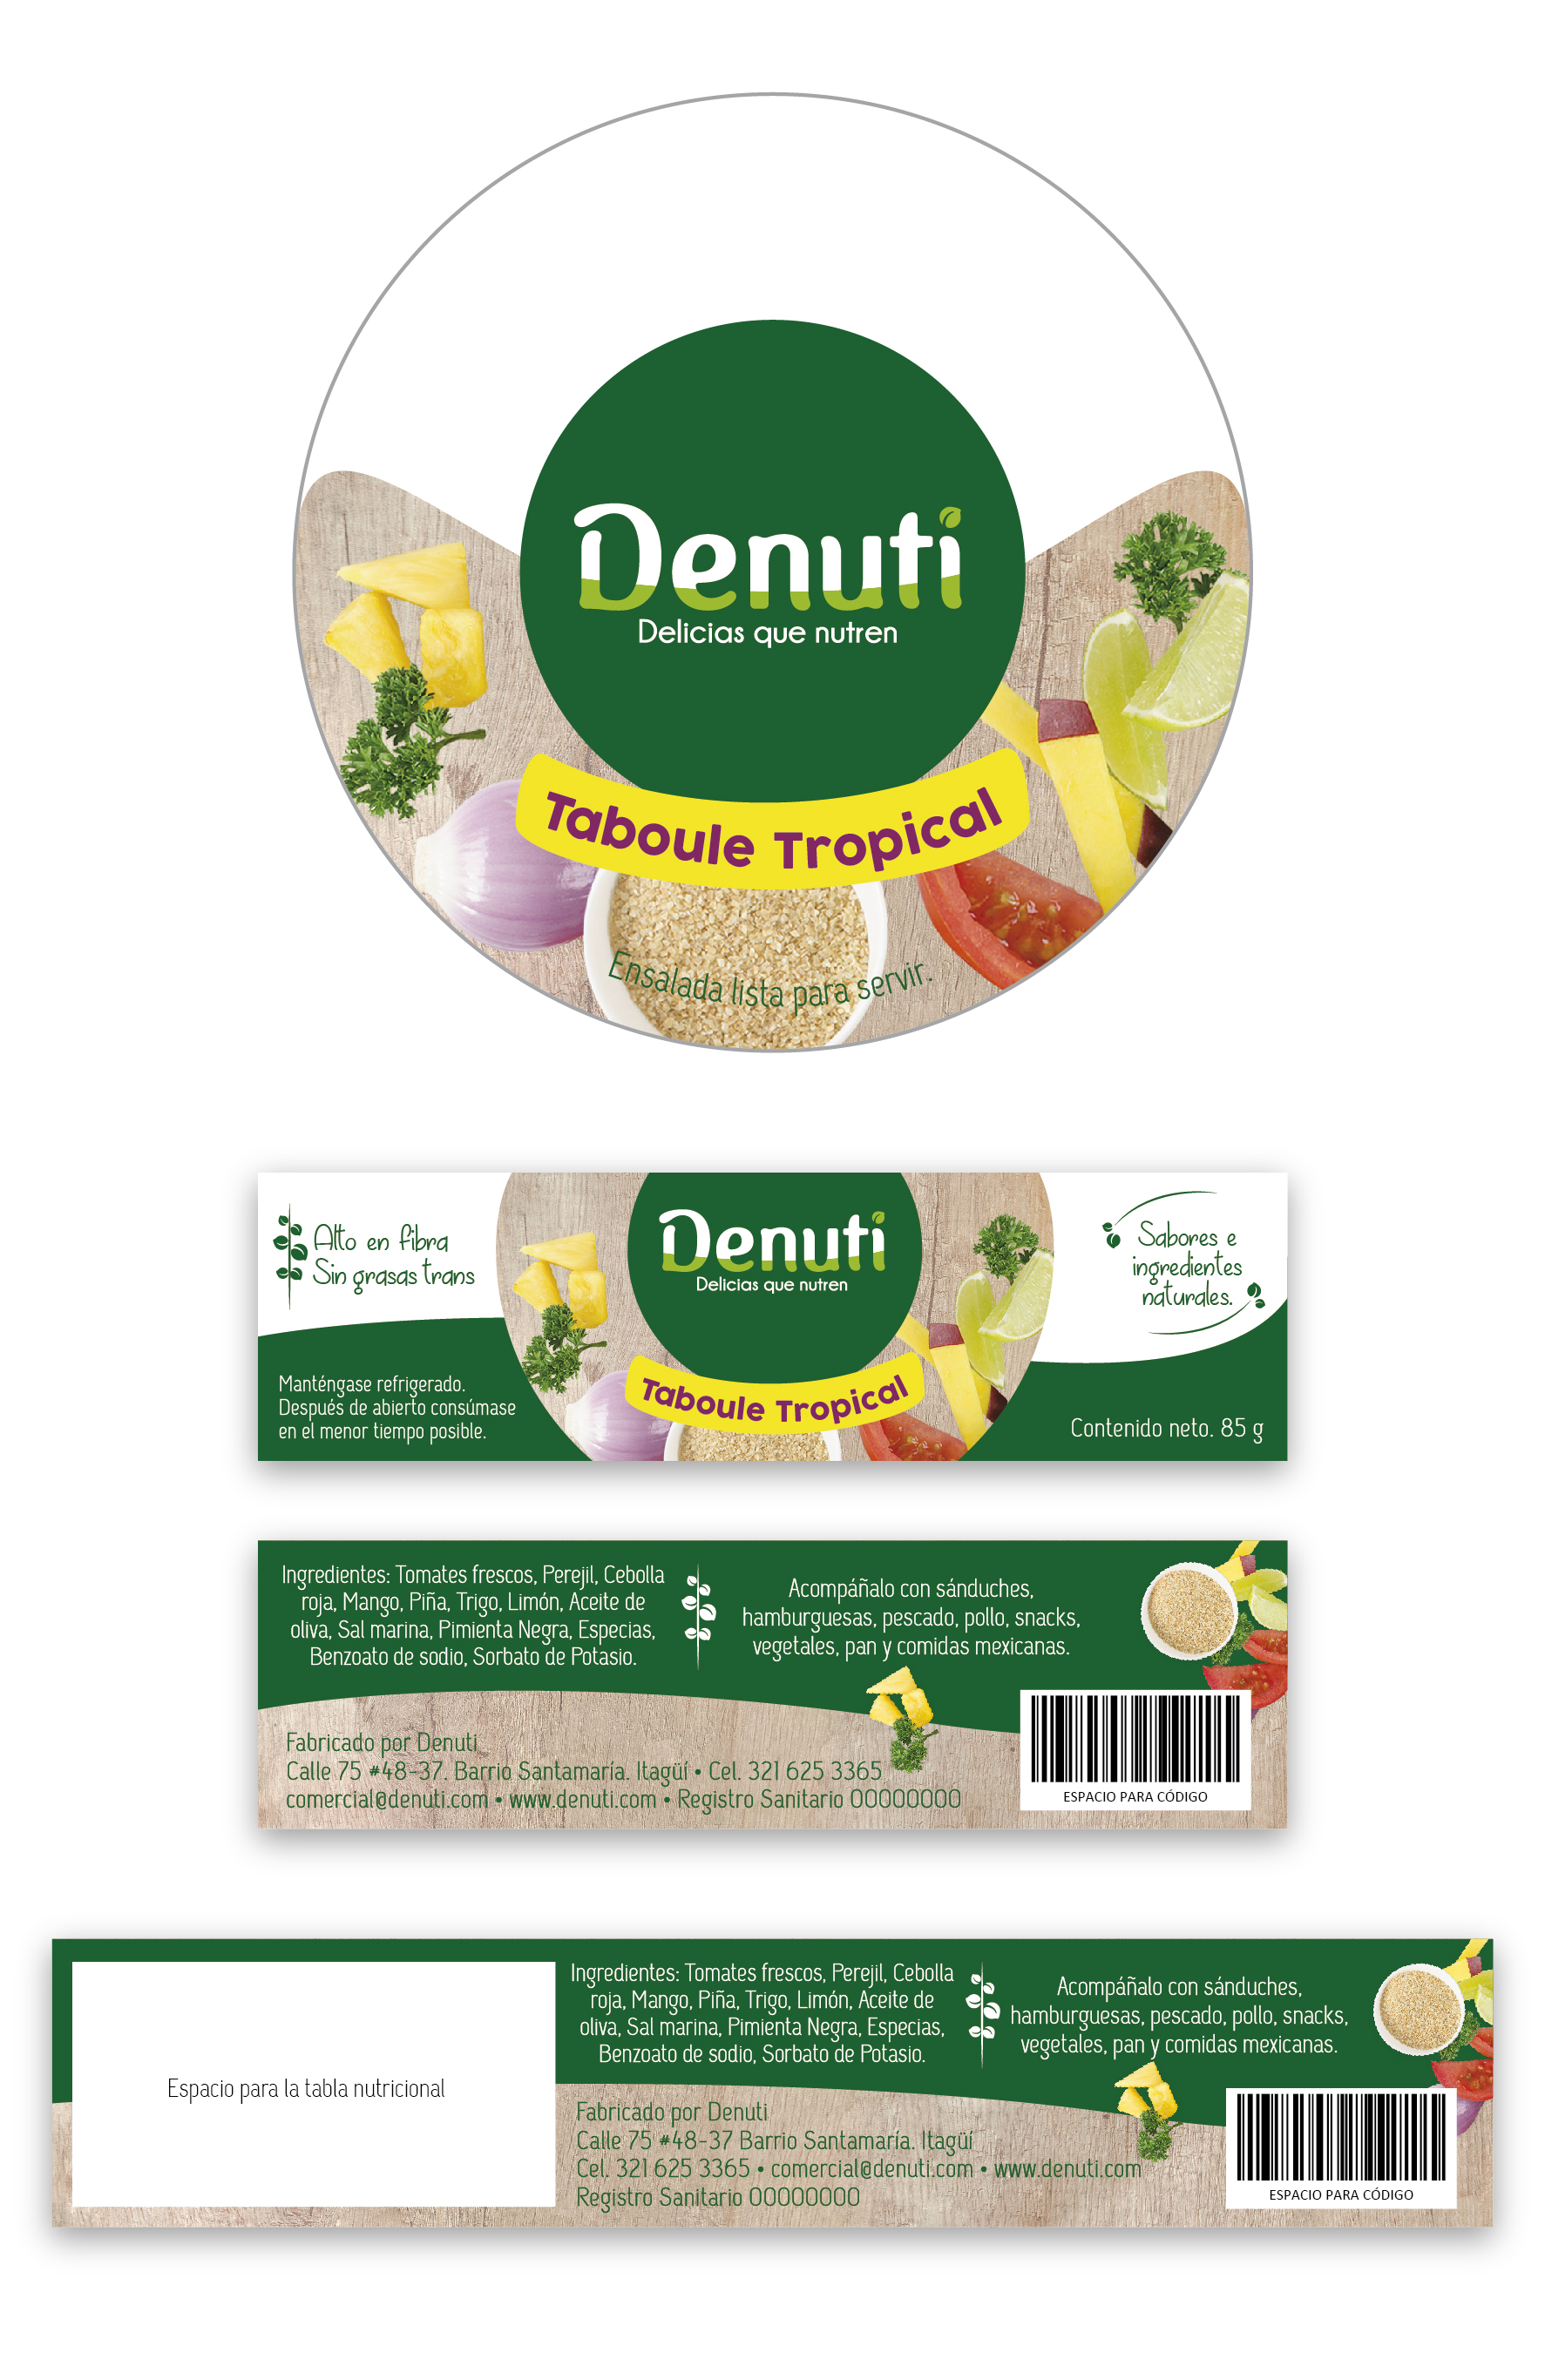 Denuti
Delicias que nutren
Taboule Tropical
Ensalada lista para servir.
Alto en fibra
Sin grasas trans
Manténgase refrigerado.
Después de abierto consúmase
en el menor tiempo posible.
Denuti
Delicias que nutren
Taboule Tropical
Sabores e
ingredientes
naturales.
Contenido neto. 85 g
Ingredientes: Tomates frescos, Perejil, Cebolla
roja, Mango, Piña, Trigo, Limón, Aceite de
oliva, Sal marina, Pimienta Negra, Especias,
Benzoato de sodio, Sorbato de Potasio.
Acompáñalo con sánduches,
hamburguesas, pescado, pollo, snacks,
vegetales, pan y comidas mexicanas.
Fabricado por Denuti
Calle 75 #48-37. Barrio Santamaría. Itagüí • Cel. 321 625 3365
comercial@denuti.com • www.denuti.com • Registro Sanitario 00000000
ESPACIO PARA CÓDIGO
Espacio para la tabla nutricional
Ingredientes: Tomates frescos, Perejil, Cebolla
roja, Mango, Piña, Trigo, Limón, Aceite de
oliva, Sal marina, Pimienta Negra, Especias,
Benzoato de sodio, Sorbato de Potasio.
Acompáñalo con sánduches,
hamburguesas, pescado, pollo, snacks,
vegetales, pan y comidas mexicanas.
Fabricado por Denuti
Calle 75 #48-37 Barrio Santamaría. Itagüí
Cel. 321 625 3365 • comercial@denuti.com • www.denuti.com
Registro Sanitario 00000000
ESPACIO PARA CÓDIGO